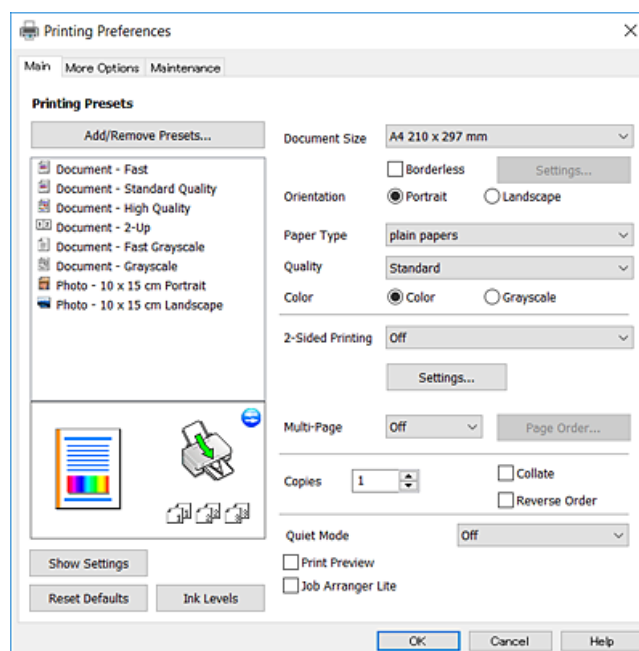 Printing Preferences
Main More Options Maintenance
Printing Presets
Add/Remove Presets...
Document - Fast
Document - Standard Quality
Document - High Quality
Document - 2-Up
Document - Fast Grayscale
Document - Grayscale
Photo - 10 x 15 cm Portrait
Photo - 10 x 15 cm Landscape
Show Settings
Reset Defaults Ink Levels
Document Size A4 210 x 297 mm
Borderless Settings...
Orientation Portrait Landscape
Paper Type plain papers
Quality Standard
Color Color Grayscale
2-Sided Printing Off
Settings...
Multi-Page Off Page Order...
Copies 1 Collate
Reverse Order
Quiet Mode Off
Print Preview
Job Arranger Lite
OK Cancel Help